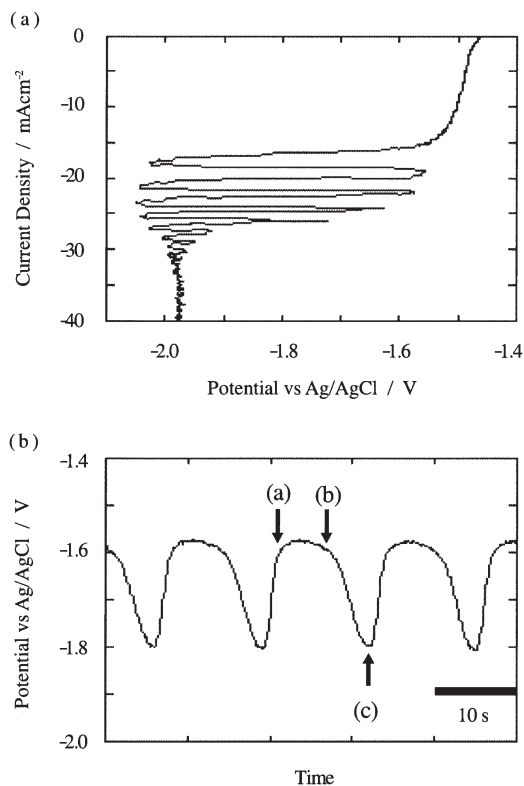 (a)
0
-10
-20
-30
-40
Current Density / mAcm-2
-2.0 -1.8 -1.6 -1.4
Potential vs Ag/AgCl / V
(b)
-1.4
-1.6
-1.8
-2.0
Potential vs Ag/AgCl / V
(a) (b)
(c)
10 s
Time